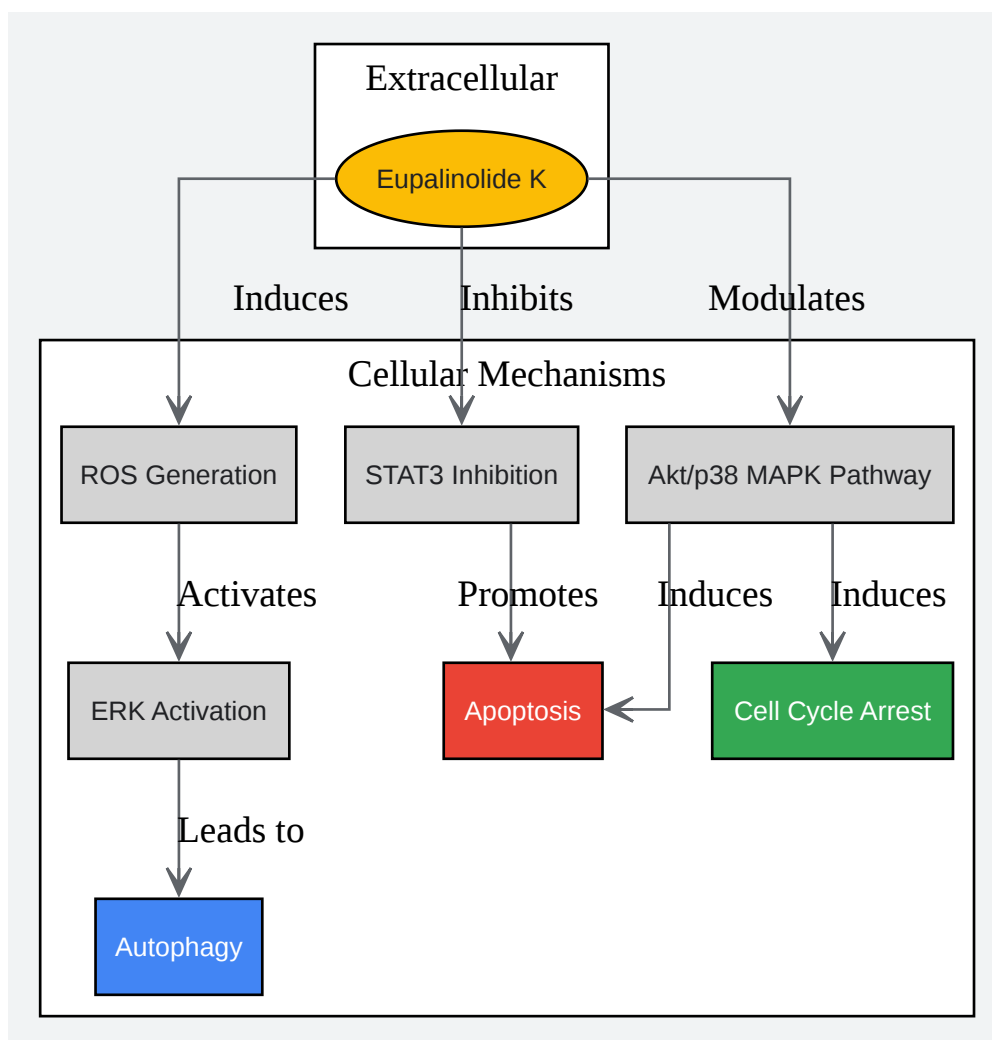 Extracellular
Eupalinolide K
Induces
Inhibits
Modulates
Cellular Mechanisms
ROS Generation
STAT3 Inhibition
Akt/p38 MAPK Pathway
Activates
Promotes
Induces
Induces
ERK Activation
Apoptosis
Cell Cycle Arrest
Leads to
Autophagy